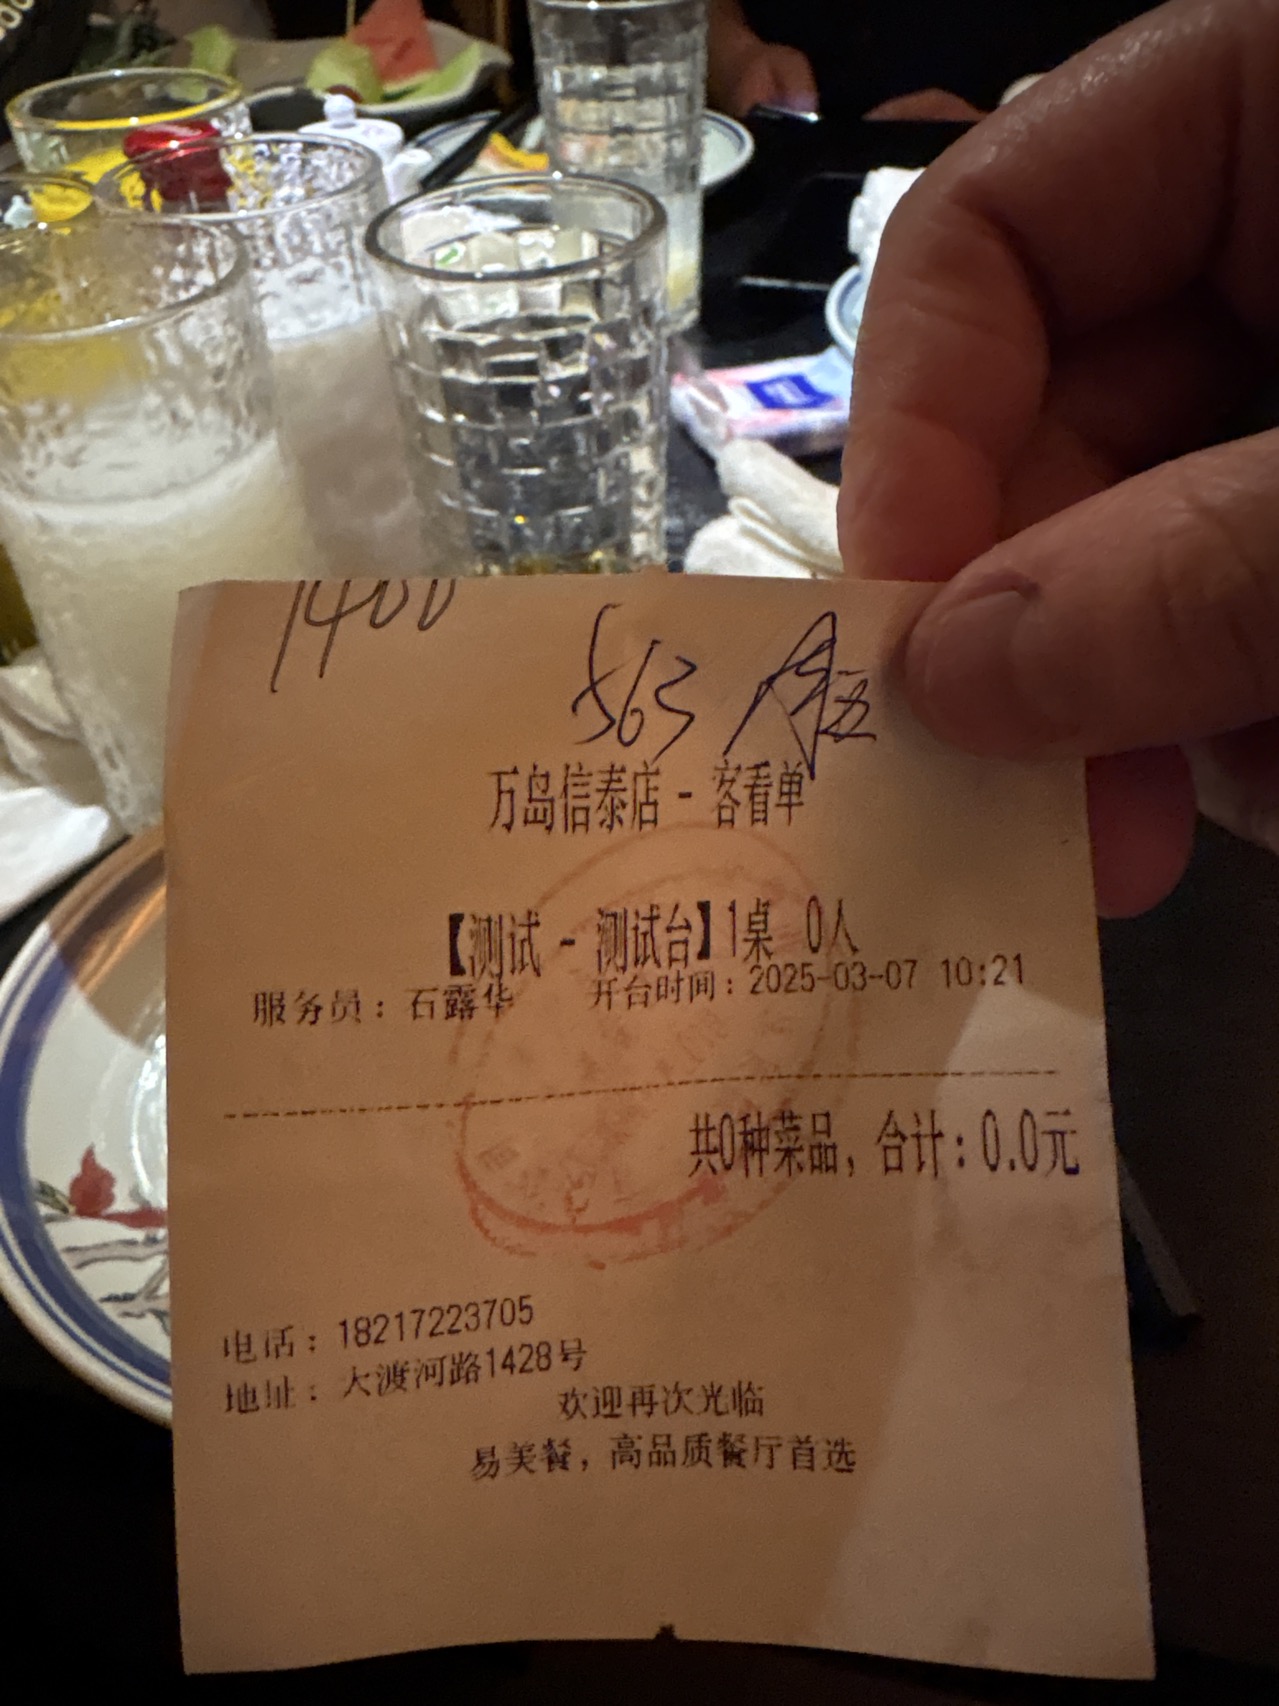 1400
563
万岛信泰店 - 客看单
【测试 - 测试台】1桌 0人
服务员：石露华 开台时间：2025-03-07 10:21
共0种菜品，合计：0.0元
电话：18217223705
地址：大渡河路1428号
欢迎再次光临
易美餐，高品质餐厅首选